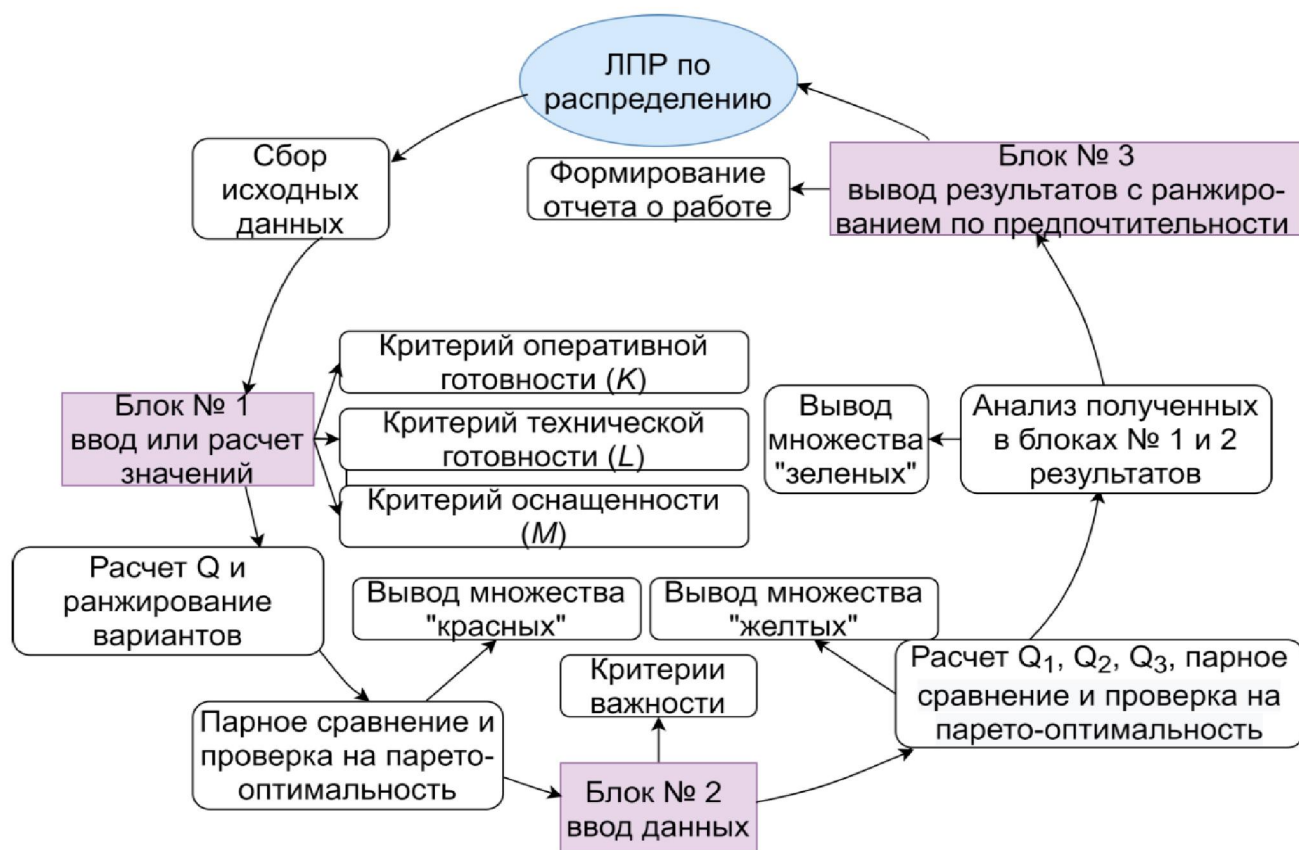 ЛПР по
распределению
Сбор
исходных
данных
Формирование
отчета о работе
Блок № 3
вывод результатов с ранжиро-
ванием по предпочтительности
Критерий оперативной
готовности (K)
Блок № 1
ввод или расчет
значений
Критерий технической
готовности (L)
Критерий оснащенности
(M)
Вывод
множества
"зеленых"
Анализ полученных
в блоках № 1 и 2
результатов
Расчет Q и
ранжирование
вариантов
Вывод множества
"красных"
Вывод множества
"желтых"
Расчет Q₁, Q₂, Q₃, парное
сравнение и проверка на
парето-оптимальность
Критерии
важности
Парное сравнение и
проверка на парето-
оптимальность
Блок № 2
ввод данных